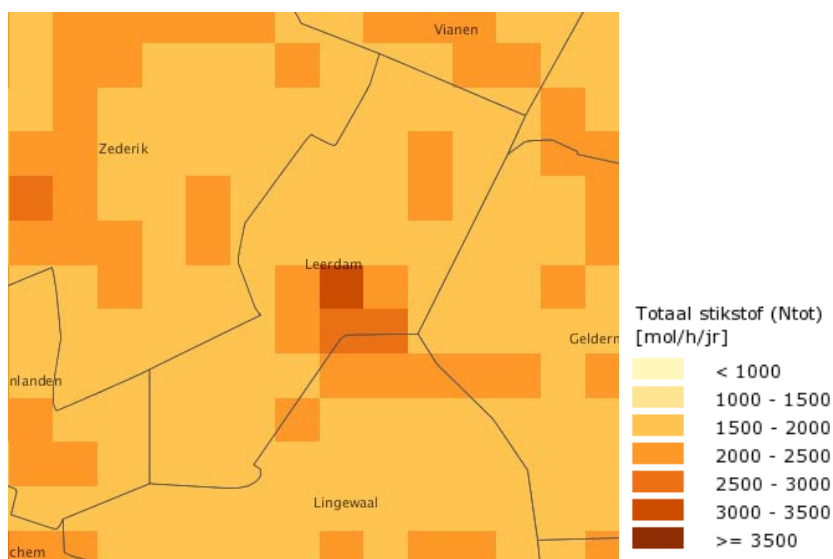 Vianen
Zederik
Leerdam
Geldern
nlanden
Lingewaal
chem
Totaal stikstof (Ntot)
[mol/h/jr]
< 1000
1000 - 1500
1500 - 2000
2000 - 2500
2500 - 3000
3000 - 3500
>= 3500